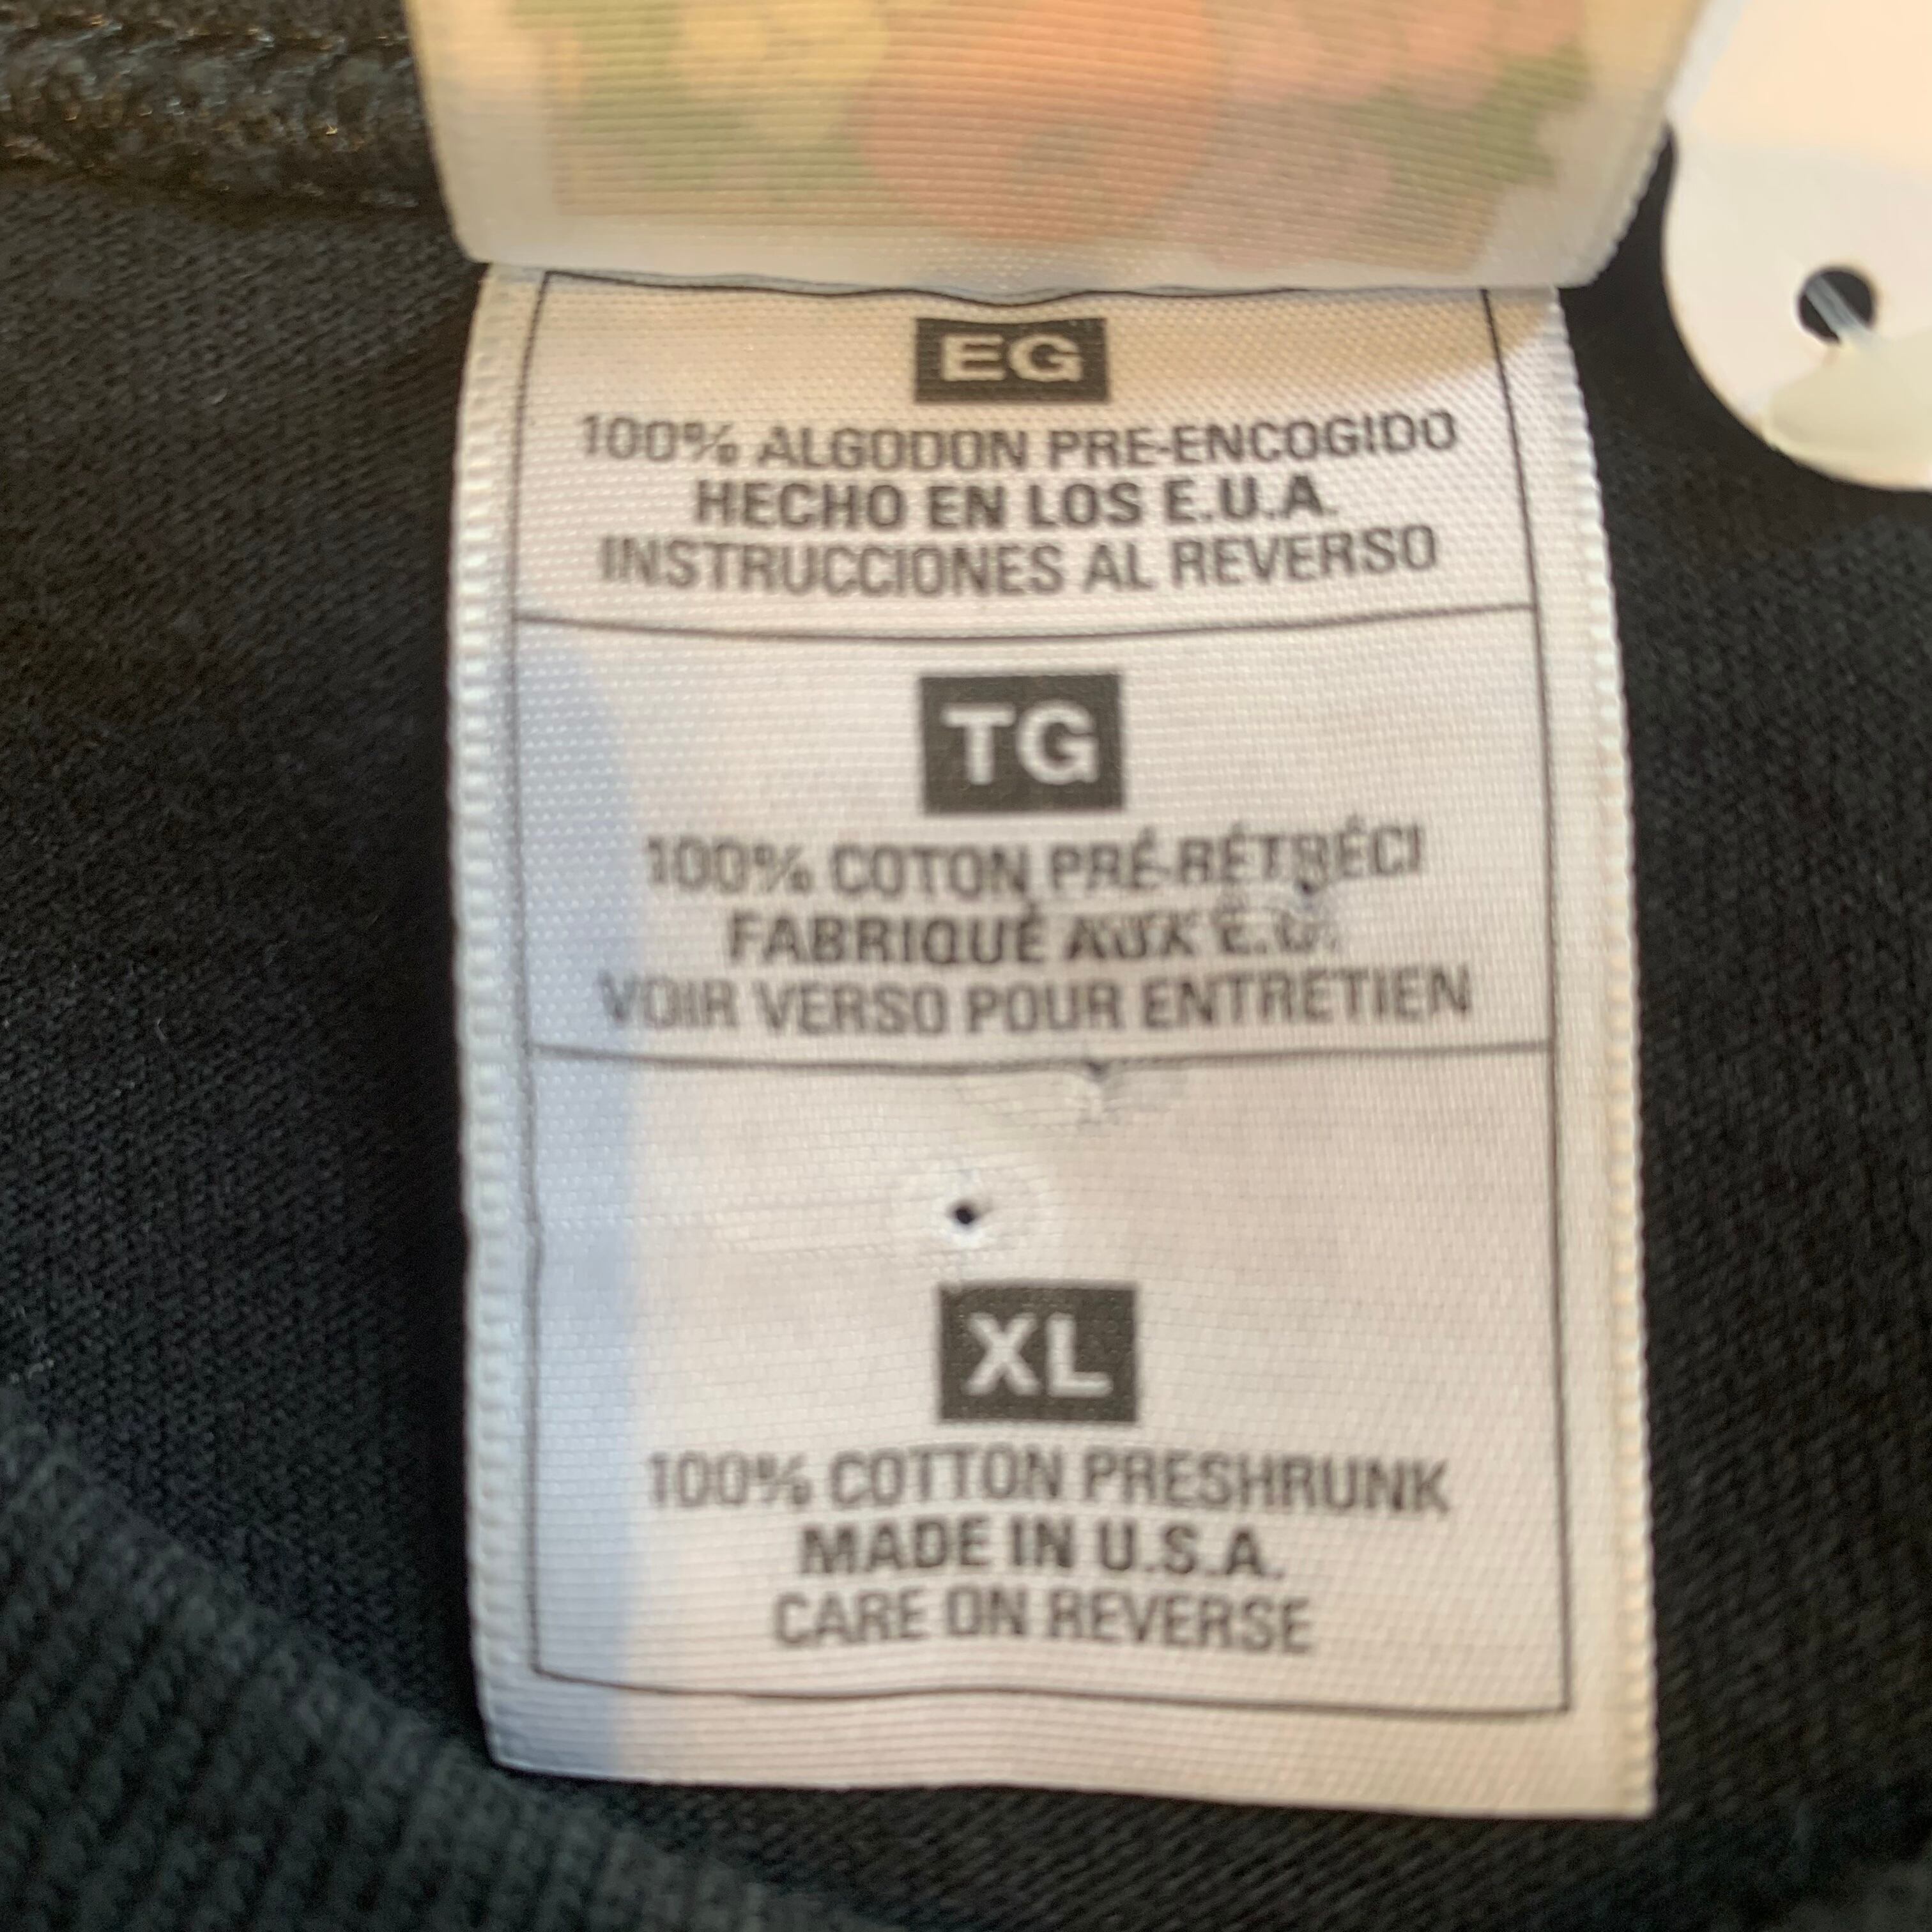 EG
100% ALGODON PRE-ENCOGIDO
HECHO EN LOS E.U.A.
INSTRUCCIONES AL REVERSO
TG
100% COTON PRÉ-RÉTRÉCI
FABRIQUÉ AUX É.U.
VOIR VERSO POUR ENTRETIEN
XL
100% COTTON PRESHRUNK
MADE IN U.S.A.
CARE ON REVERSE